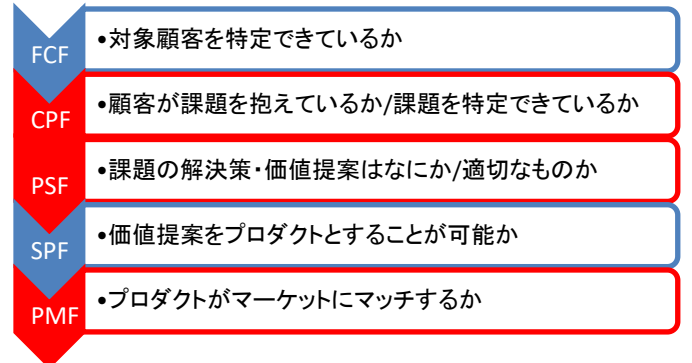 FCF
•対象顧客を特定できているか
CPF
•顧客が課題を抱えているか/課題を特定できているか
PSF
•課題の解決策・価値提案はなにか/適切なものか
SPF
•価値提案をプロダクトとすることが可能か
PMF
•プロダクトがマーケットにマッチするか